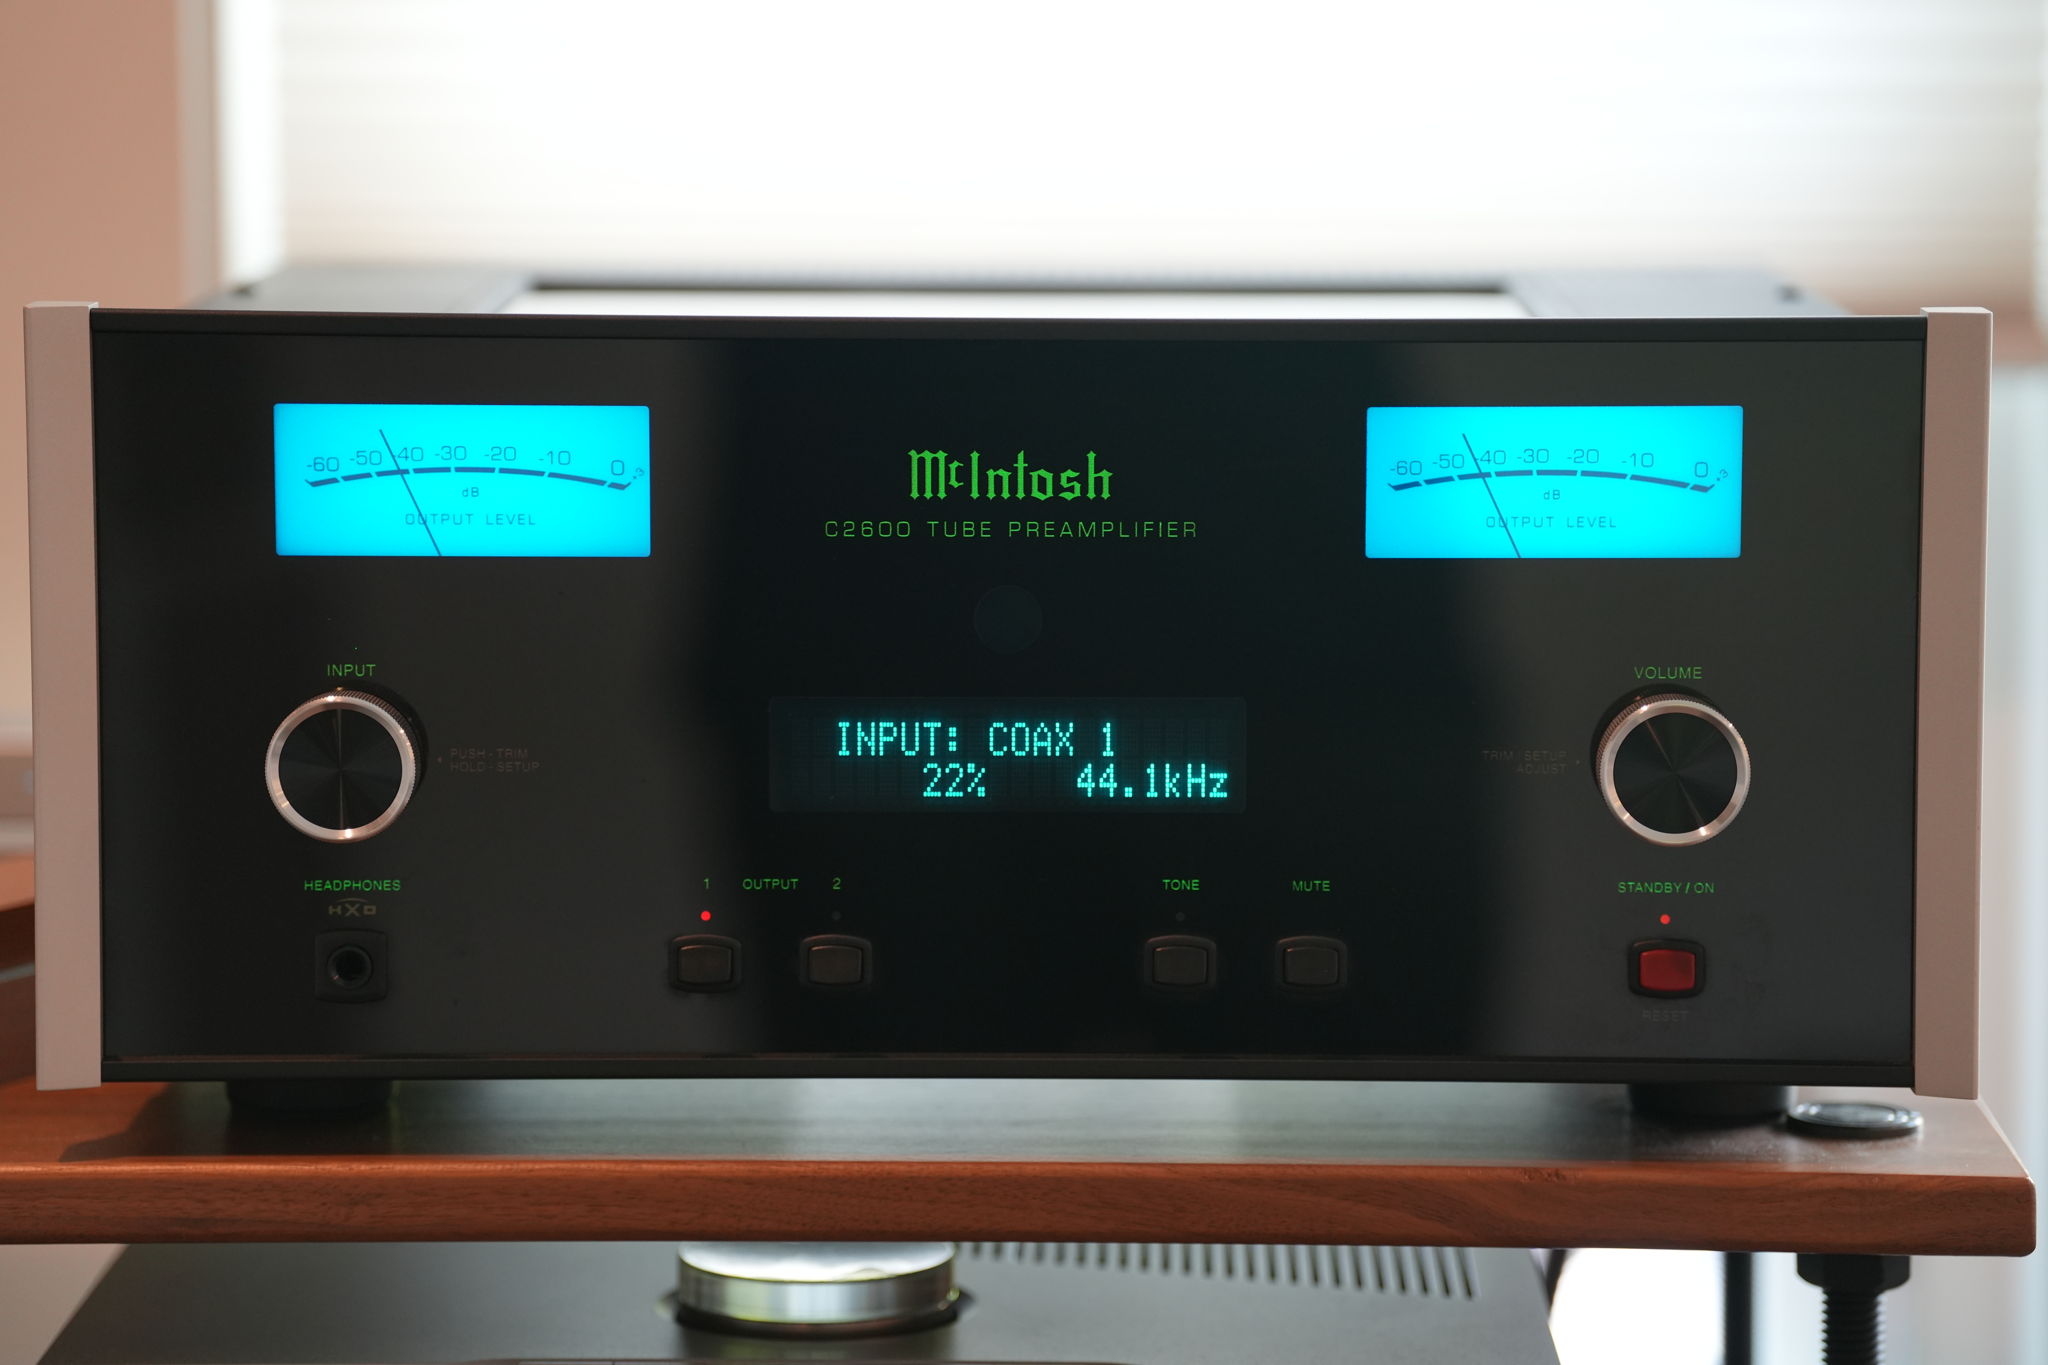 -60 -50 -40 -30 -20 -10 0 +3
dB
OUTPUT LEVEL
McIntosh
C2600 TUBE PREAMPLIFIER
-60 -50 -40 -30 -20 -10 0 +3
dB
OUTPUT LEVEL
INPUT
PUSH - TRIM
HOLD - SETUP
INPUT: COAX 1
22% 44.1kHz
VOLUME
TRIM / SETUP
ADJUST
HEADPHONES
HXD
1 OUTPUT 2
TONE
MUTE
STANDBY / ON
RESET